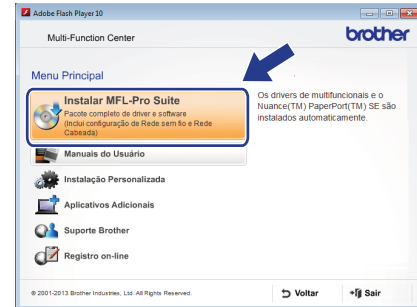 Adobe Flash Player 10
Multi-Function Center
brother
Menu Principal
Instalar MFL-Pro Suite
Pacote completo de driver e software
(Inclui configuração de Rede sem fio e Rede
Cabeada)
Os drivers de multifuncionais e o
Nuance(TM) PaperPort(TM) SE são
instalados automaticamente.
Manuais do Usuário
Instalação Personalizada
Aplicativos Adicionais
Suporte Brother
Registro on-line
© 2001-2013 Brother Industries, Ltd. All Rights Reserved.
Voltar
Sair